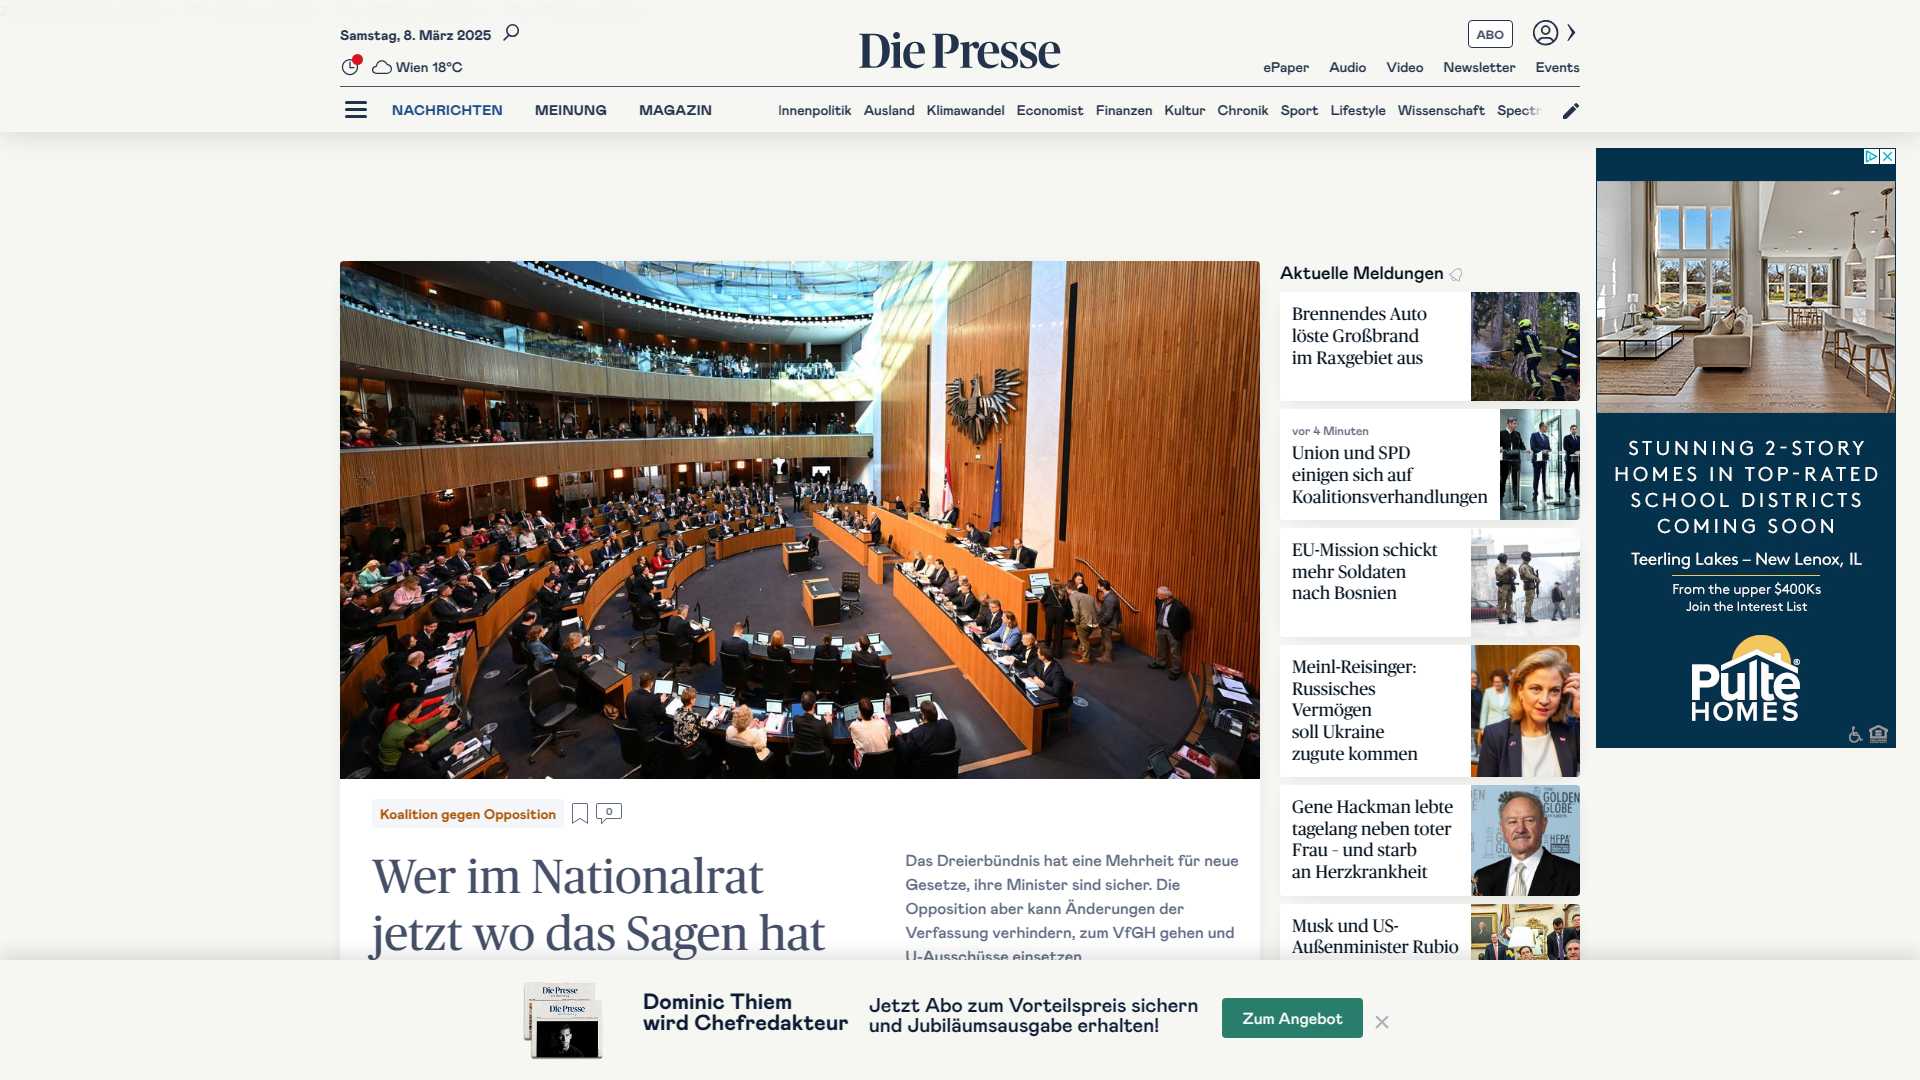 Samstag, 8. März 2025
Wien 18°C
Die Presse
ABO
ePaper Audio Video Newsletter Events
NACHRICHTEN MEINUNG MAGAZIN
Innenpolitik Ausland Klimawandel Economist Finanzen Kultur Chronik Sport Lifestyle Wissenschaft Spectr
Koalition gegen Opposition
0
Wer im Nationalrat
jetzt wo das Sagen hat
Das Dreierbündnis hat eine Mehrheit für neue
Gesetze, ihre Minister sind sicher. Die
Opposition aber kann Änderungen der
Verfassung verhindern, zum VfGH gehen und
U-Ausschüsse einsetzen.
Aktuelle Meldungen
Brennendes Auto
löste Großbrand
im Raxgebiet aus
vor 4 Minuten
Union und SPD
einigen sich auf
Koalitionsverhandlungen
EU-Mission schickt
mehr Soldaten
nach Bosnien
Meinl-Reisinger:
Russisches
Vermögen
soll Ukraine
zugute kommen
Gene Hackman lebte
tagelang neben toter
Frau – und starb
an Herzkrankheit
GOLDEN
GLOBE
HFPA
Musk und US-
Außenminister Rubio
STUNNING 2-STORY
HOMES IN TOP-RATED
SCHOOL DISTRICTS
COMING SOON
Teerling Lakes – New Lenox, IL
From the upper $400Ks
Join the Interest List
Pulte®
HOMES
Die Presse
Die Presse
Dominic Thiem
wird Chefredakteur
Jetzt Abo zum Vorteilspreis sichern
und Jubiläumsausgabe erhalten!
Zum Angebot